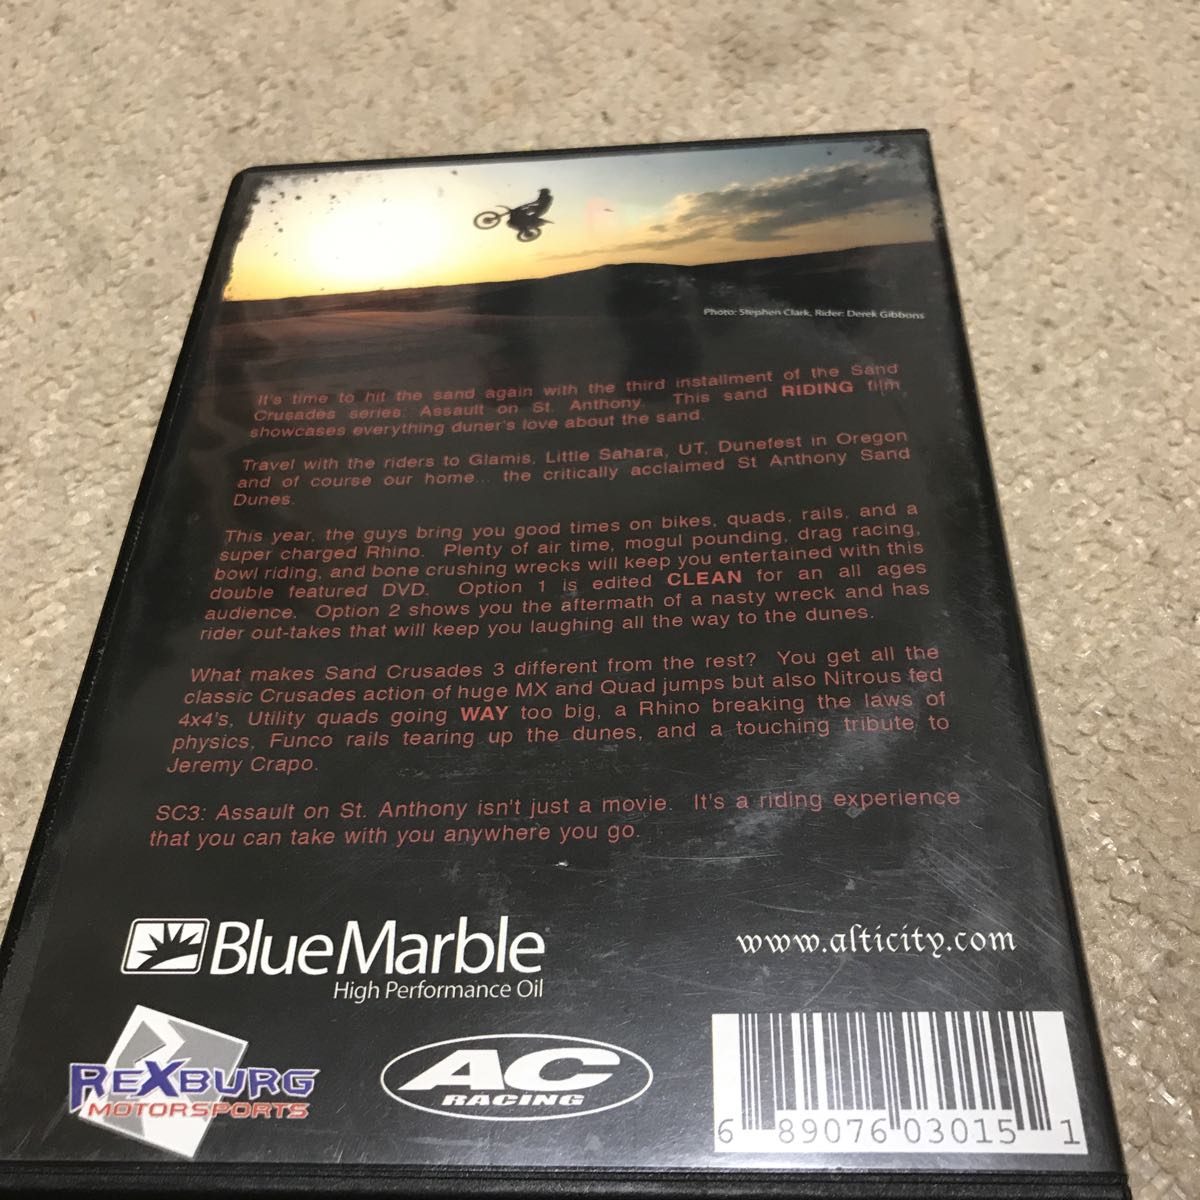 Photo: Stephen Clark, Rider: Derek Gibbons
It's time to hit the sand again with the third installment of the Sand
Crusades series: Assault on St. Anthony. This sand RIDING film
showcases everything duner's love about the sand.
Travel with the riders to Glamis, Little Sahara, UT, Dunefest in Oregon
and of course our home... the critically acclaimed St Anthony Sand
Dunes.
This year, the guys bring you good times on bikes, quads, rails, and a
super charged Rhino. Plenty of air time, mogul pounding, drag racing,
bowl riding, and bone crushing wrecks will keep you entertained with this
double featured DVD. Option 1 is edited CLEAN for an all ages
audience. Option 2 shows you the aftermath of a nasty wreck and has
rider out-takes that will keep you laughing all the way to the dunes.
What makes Sand Crusades 3 different from the rest? You get all the
classic Crusades action of huge MX and Quad jumps but also Nitrous fed
4x4's, Utility quads going WAY too big, a Rhino breaking the laws of
physics, Funco rails tearing up the dunes, and a touching tribute to
Jeremy Crapo.
SC3: Assault on St. Anthony isn't just a movie. It's a riding experience
that you can take with you anywhere you go.
BlueMarble
High Performance Oil
www.alticity.com
REXBURG
MOTORSPORTS
AC
RACING
6 89076 03015 1